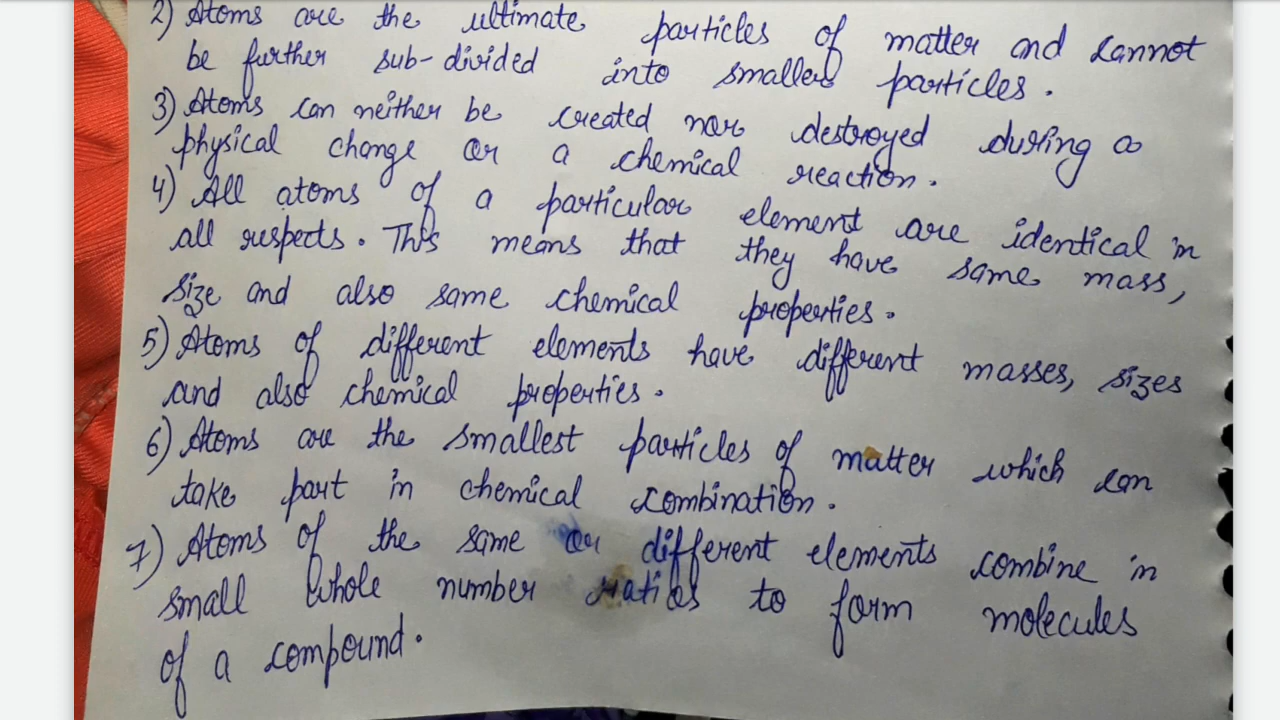 2) Atoms are the ultimate particles of matter and cannot
be further sub-divided into smaller particles.
3) Atoms can neither be created nor destroyed during a
physical change or a chemical reaction.
4) All atoms of a particular element are identical in
all respects. This means that they have same mass,
size and also same chemical properties.
5) Atoms of different elements have different masses, sizes
and also chemical properties.
6) Atoms are the smallest particles of matter which can
take part in chemical combination.
7) Atoms of the same or different elements combine in
small whole number ratios to form molecules
of a compound.